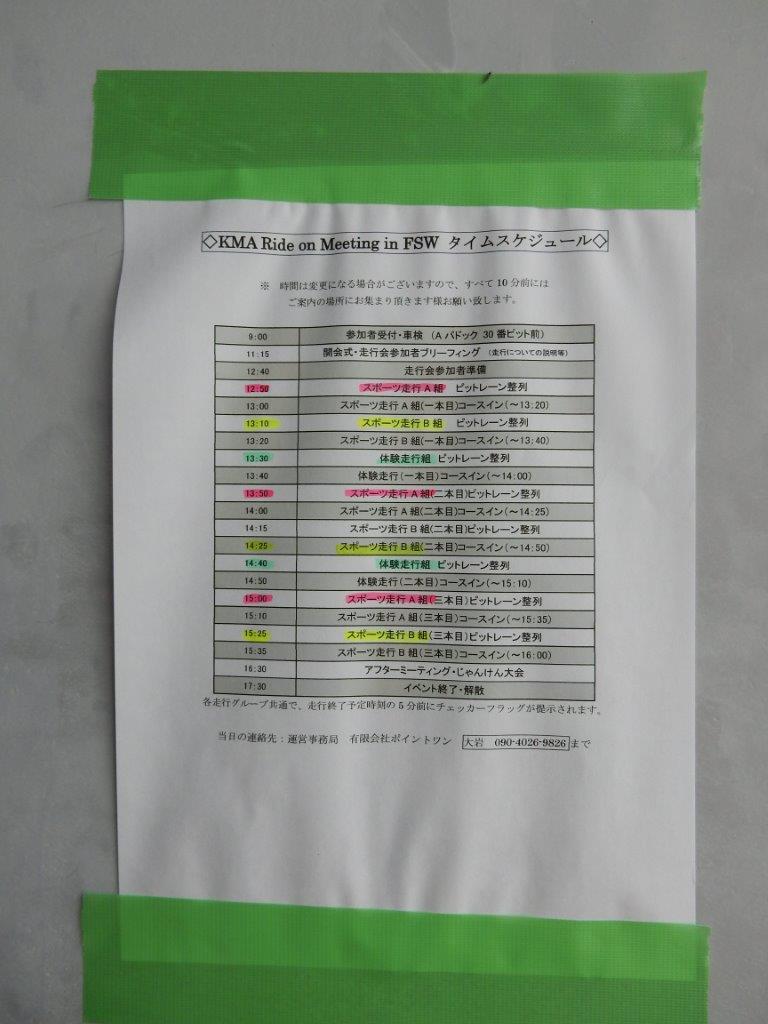 ◇KMA Ride on Meeting in FSW タイムスケジュール◇
※ 時間は変更になる場合がございますので、すべて10分前には
ご案内の場所にお集まり頂きます様お願い致します。
9:00 参加者受付・車検 (Aパドック 30番ピット前)
11:15 開会式・走行会参加者ブリーフィング (走行についての説明等)
12:40 走行会参加者準備
12:50 スポーツ走行A組 ピットレーン整列
13:00 スポーツ走行A組(一本目)コースイン(～13:20)
13:10 スポーツ走行B組 ピットレーン整列
13:20 スポーツ走行B組(一本目)コースイン(～13:40)
13:30 体験走行組 ピットレーン整列
13:40 体験走行(一本目)コースイン(～14:00)
13:50 スポーツ走行A組(二本目)ピットレーン整列
14:00 スポーツ走行A組(二本目)コースイン(～14:25)
14:15 スポーツ走行B組(二本目)ピットレーン整列
14:25 スポーツ走行B組(二本目)コースイン(～14:50)
14:40 体験走行組 ピットレーン整列
14:50 体験走行(二本目)コースイン(～15:10)
15:00 スポーツ走行A組(三本目)ピットレーン整列
15:10 スポーツ走行A組(三本目)コースイン(～15:35)
15:25 スポーツ走行B組(三本目)ピットレーン整列
15:35 スポーツ走行B組(三本目)コースイン(～16:00)
16:30 アフターミーティング・じゃんけん大会
17:30 イベント終了・解散
各走行グループ共通で、走行終了予定時刻の5分前にチェッカーフラッグが提示されます。
当日の連絡先:運営事務局 有限会社ポイントワン 大岩 090-4026-9826まで